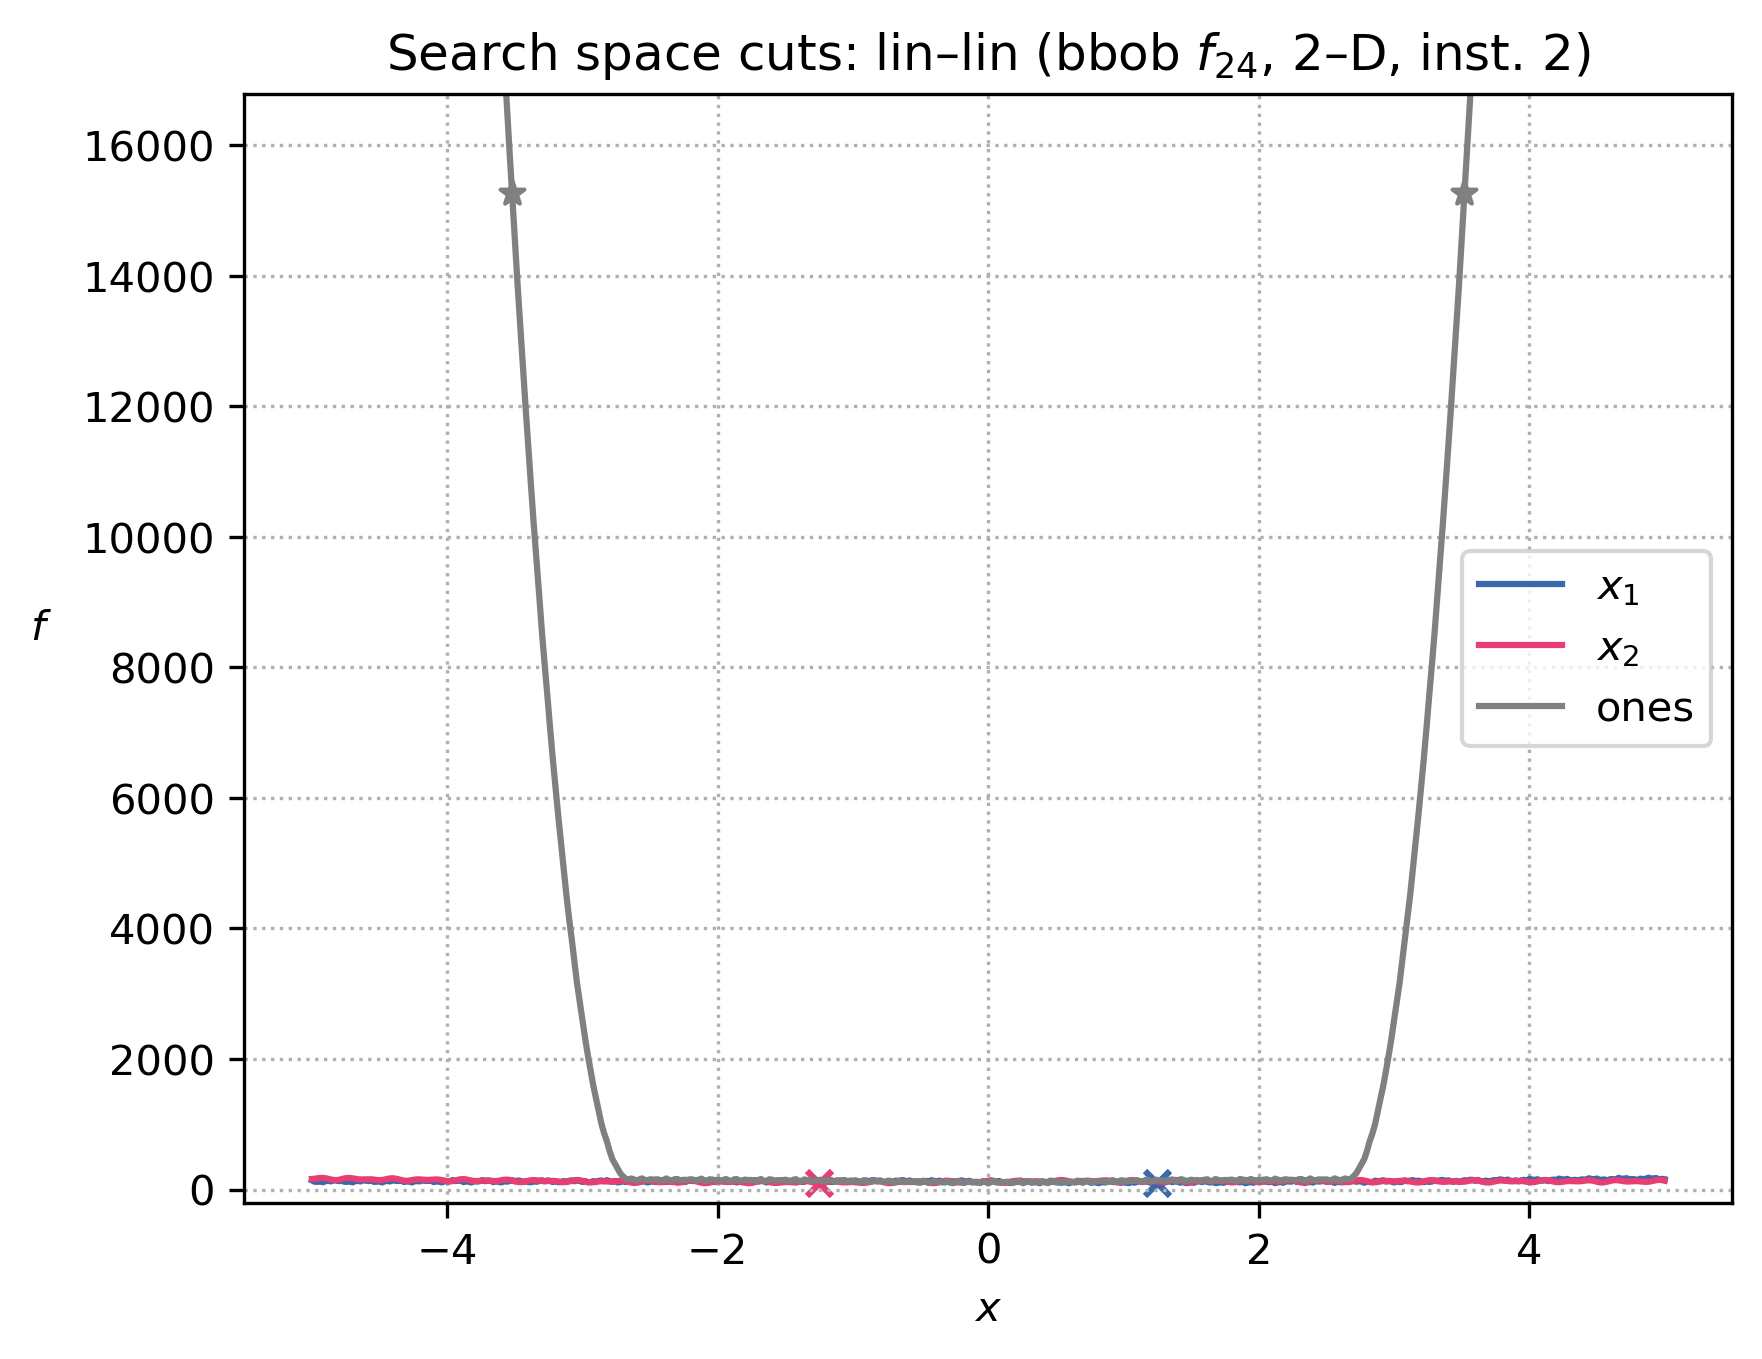 Search space cuts: lin–lin (bbob f₂₄, 2–D, inst. 2)
16000
14000
12000
10000
8000
6000
4000
2000
0
f
x₁
x₂
ones
−4 −2 0 2 4
x